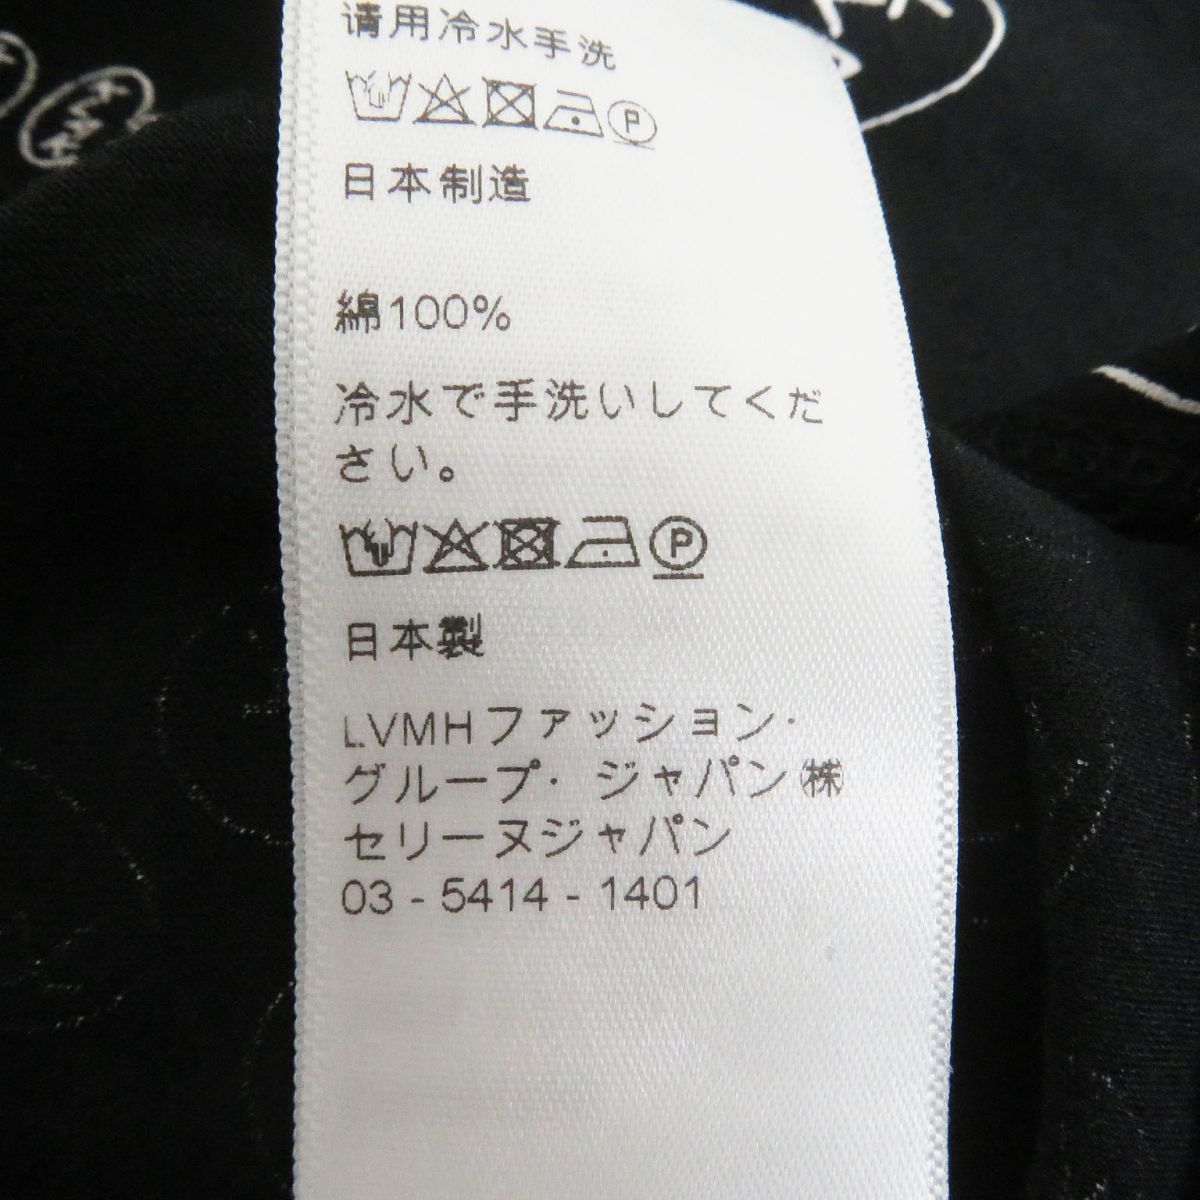 请用冷水手洗
P
日本制造
綿100%
冷水で手洗いしてくだ
さい。
P
日本製
LVMHファッション・
グループ・ ジャパン㈱
セリーヌジャパン
03 - 5414 - 1401